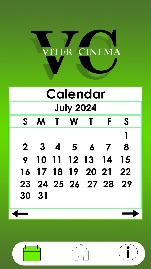 VC
CINEMA
Calendar
July 2024
S M T W T F S
1
2 3 4 5 6 7 8
9 10 11 12 13 14 15
16 17 18 19 20 21 22
23 24 25 26 27 28 29
30 31
i